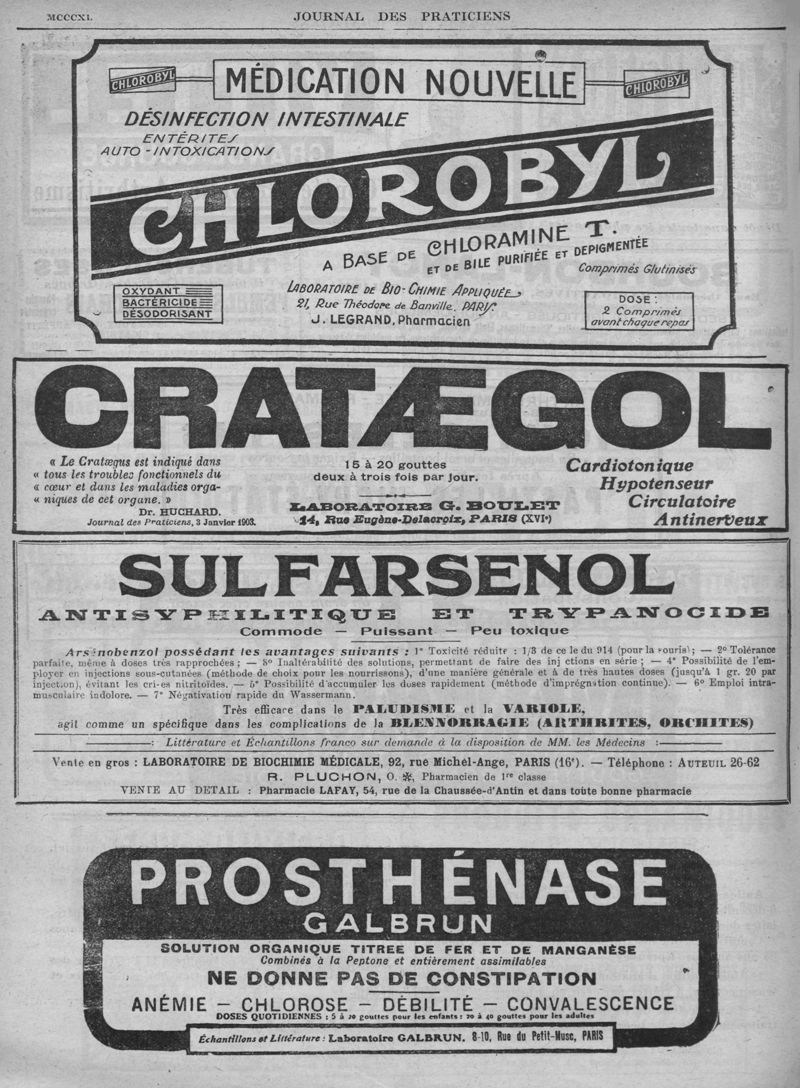 MCCCXI.
JOURNAL DES PRATICIENS
CHLOROBYL
MÉDICATION NOUVELLE
CHLOROBYL
DÉSINFECTION INTESTINALE
ENTÉRITES
AUTO-INTOXICATIONS
CHLOROBYL
A BASE DE CHLORAMINE T.
ET DE BILE PURIFIÉE ET DÉPIGMENTÉE
Comprimés Glutinisés
OXYDANT
BACTÉRICIDE
DÉSODORISANT
LABORATOIRE DE BIO-CHIMIE APPLIQUÉE
21, Rue Théodore de Banville, PARIS.
J. LEGRAND, Pharmacien
DOSE :
2 Comprimés
avant chaque repas
CRATÆGOL
« Le Cratægus est indiqué dans
« tous les troubles fonctionnels du
« cœur et dans les maladies orga-
« niques de cet organe. »
Dr. HUCHARD.
Journal des Praticiens, 3 Janvier 1903.
15 à 20 gouttes
deux à trois fois par jour.
LABORATOIRE G. BOULET
14, Rue Eugène-Delacroix, PARIS (XVIe)
Cardiotonique
Hypotenseur
Circulatoire
Antinerveux
SULFARSENOL
ANTISYPHILITIQUE ET TRYPANOCIDE
Commode — Puissant — Peu toxique
Arsénobenzol possédant les avantages suivants : 1° Toxicité réduite : 1/3 de ce le du 914 (pour la souris) ; — 2° Tolérance
parfaite, même à doses très rapprochées ; — 3° Inaltérabilité des solutions, permettant de faire des inj ctions en série ; — 4° Possibilité de l'em-
ployer en injections sous-cutanées (méthode de choix pour les nourrissons), d'une manière générale et à de très hautes doses (jusqu'à 1 gr. 20 par
injection), évitant les crises nitritoïdes. — 5° Possibilité d'accumuler les doses rapidement (méthode d'imprégnation continue). — 6° Emploi intra-
musculaire indolore. — 7° Négativation rapide du Wassermann.
Très efficace dans le PALUDISME et la VARIOLE,
agit comme un spécifique dans les complications de la BLENNORRAGIE (ARTHRITES, ORCHITES)
Littérature et Échantillons franco sur demande à la disposition de MM. les Médecins :
Vente en gros : LABORATOIRE DE BIOCHIMIE MÉDICALE, 92, rue Michel-Ange, PARIS (16e). — Téléphone : AUTEUIL 26-62
R. PLUCHON, O. ✻, Pharmacien de 1re classe
VENTE AU DETAIL : Pharmacie LAFAY, 54, rue de la Chaussée-d'Antin et dans toute bonne pharmacie
PROSTHÉNASE
GALBRUN
SOLUTION ORGANIQUE TITREE DE FER ET DE MANGANÈSE
Combinés à la Peptone et entièrement assimilables
NE DONNE PAS DE CONSTIPATION
ANÉMIE — CHLOROSE — DÉBILITÉ — CONVALESCENCE
DOSES QUOTIDIENNES : 5 à 20 gouttes pour les enfants : 20 à 40 gouttes pour les adultes
Échantillons et Littérature : Laboratoire GALBRUN, 8-10, Rue du Petit-Musc, PARIS